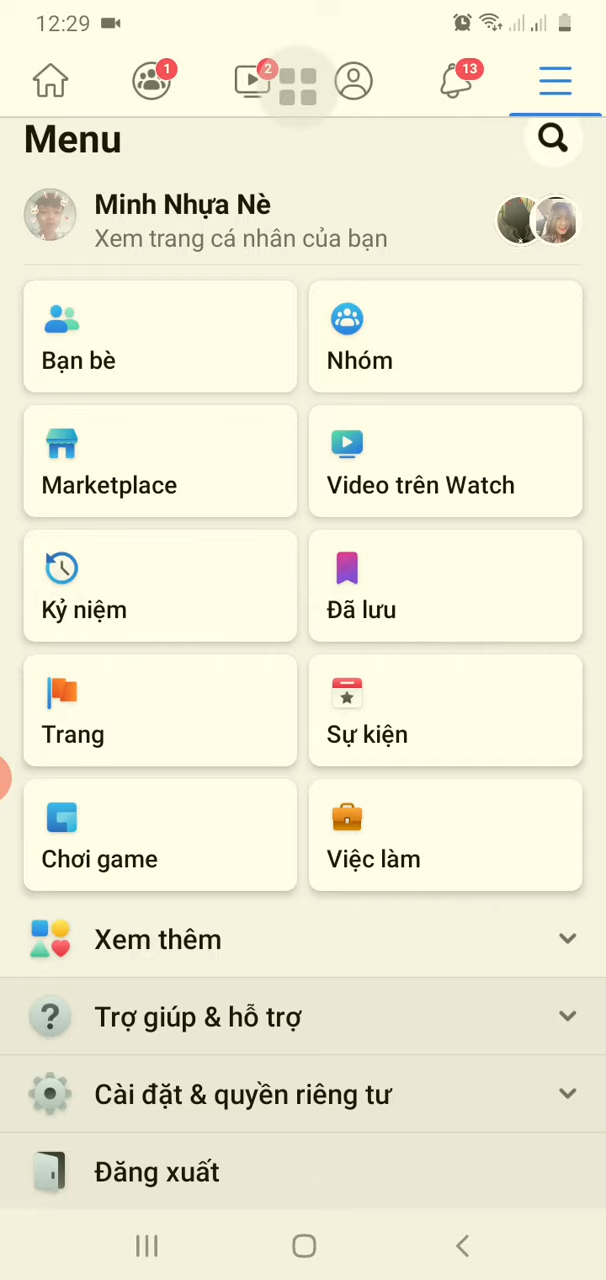 12:29
1
2
13
Menu
Minh Nhựa Nè
Xem trang cá nhân của bạn
Bạn bè
Nhóm
Marketplace
Video trên Watch
Kỷ niệm
Đã lưu
Trang
Sự kiện
Chơi game
Việc làm
Xem thêm
Trợ giúp & hỗ trợ
Cài đặt & quyền riêng tư
Đăng xuất